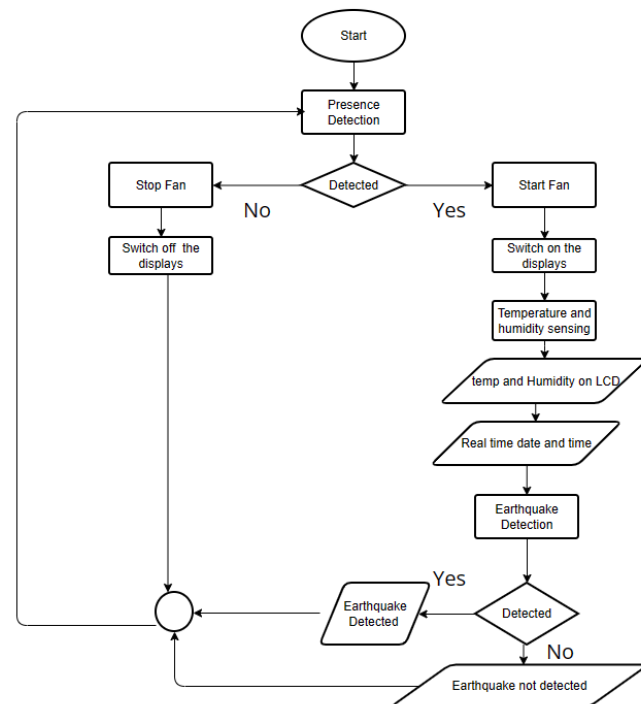 Start
Presence
Detection
Detected
Stop Fan
No
Yes
Start Fan
Switch off the
displays
Switch on the
displays
Temperature and
humidity sensing
temp and Humidity on LCD
Real time date and time
Earthquake
Detection
Yes
Earthquake
Detected
Detected
No
Earthquake not detected